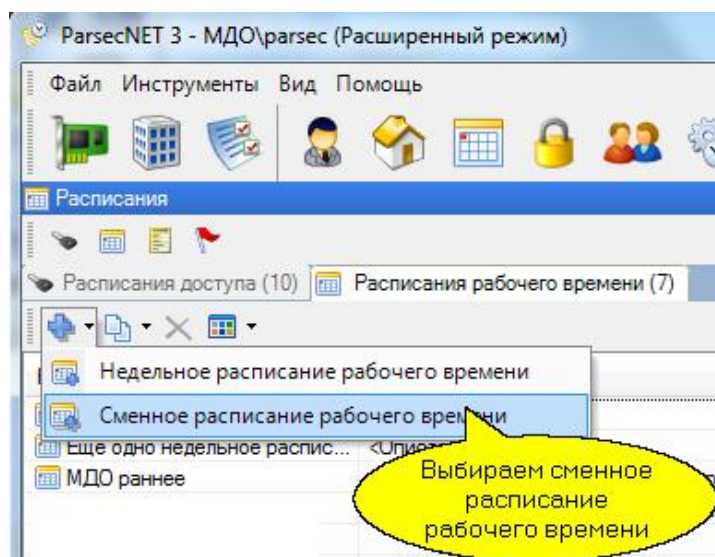 ParsecNET 3 - МДО\parsec (Расширенный режим)
Файл Инструменты Вид Помощь
Расписания
Расписания доступа (10) Расписания рабочего времени (7)
Недельное расписание рабочего времени
Сменное расписание рабочего времени
Еще одно недельное распис...
МДО раннее
Выбираем сменное
расписание
рабочего времени